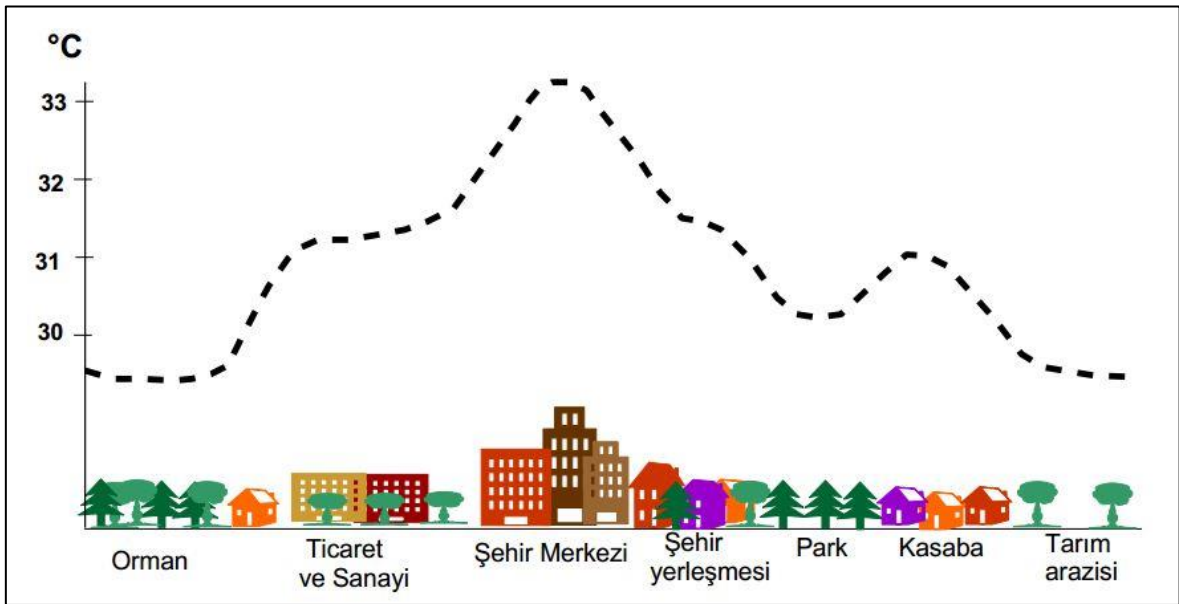 °C
33
32
31
30
Orman
Ticaret
ve Sanayi
Şehir Merkezi
Şehir
yerleşmesi
Park
Kasaba
Tarım
arazisi